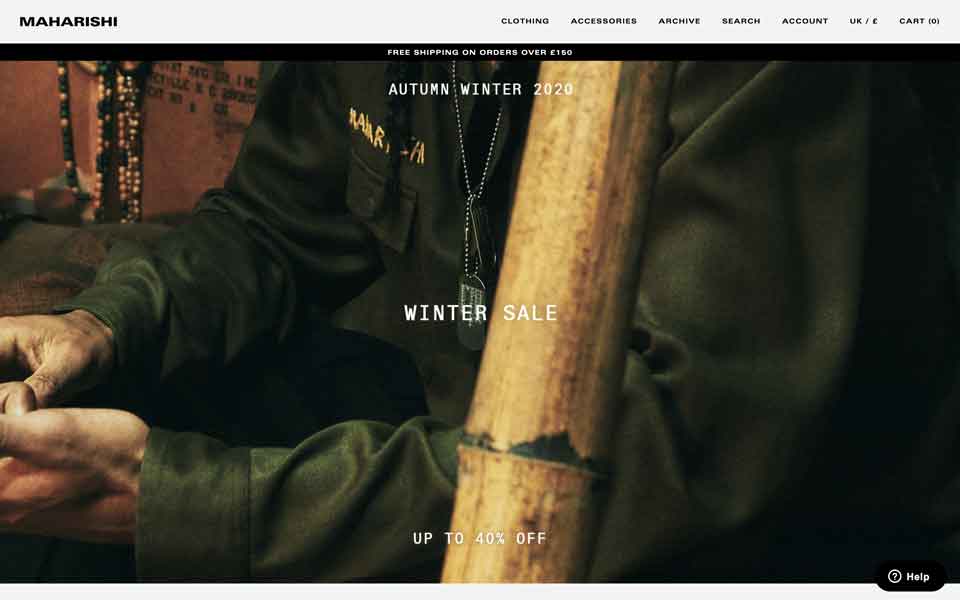 MAHARISHI
CLOTHING ACCESSORIES ARCHIVE SEARCH ACCOUNT UK / £ CART (0)
FREE SHIPPING ON ORDERS OVER £150
AUTUMN WINTER 2020
WINTER SALE
UP TO 40% OFF
Help